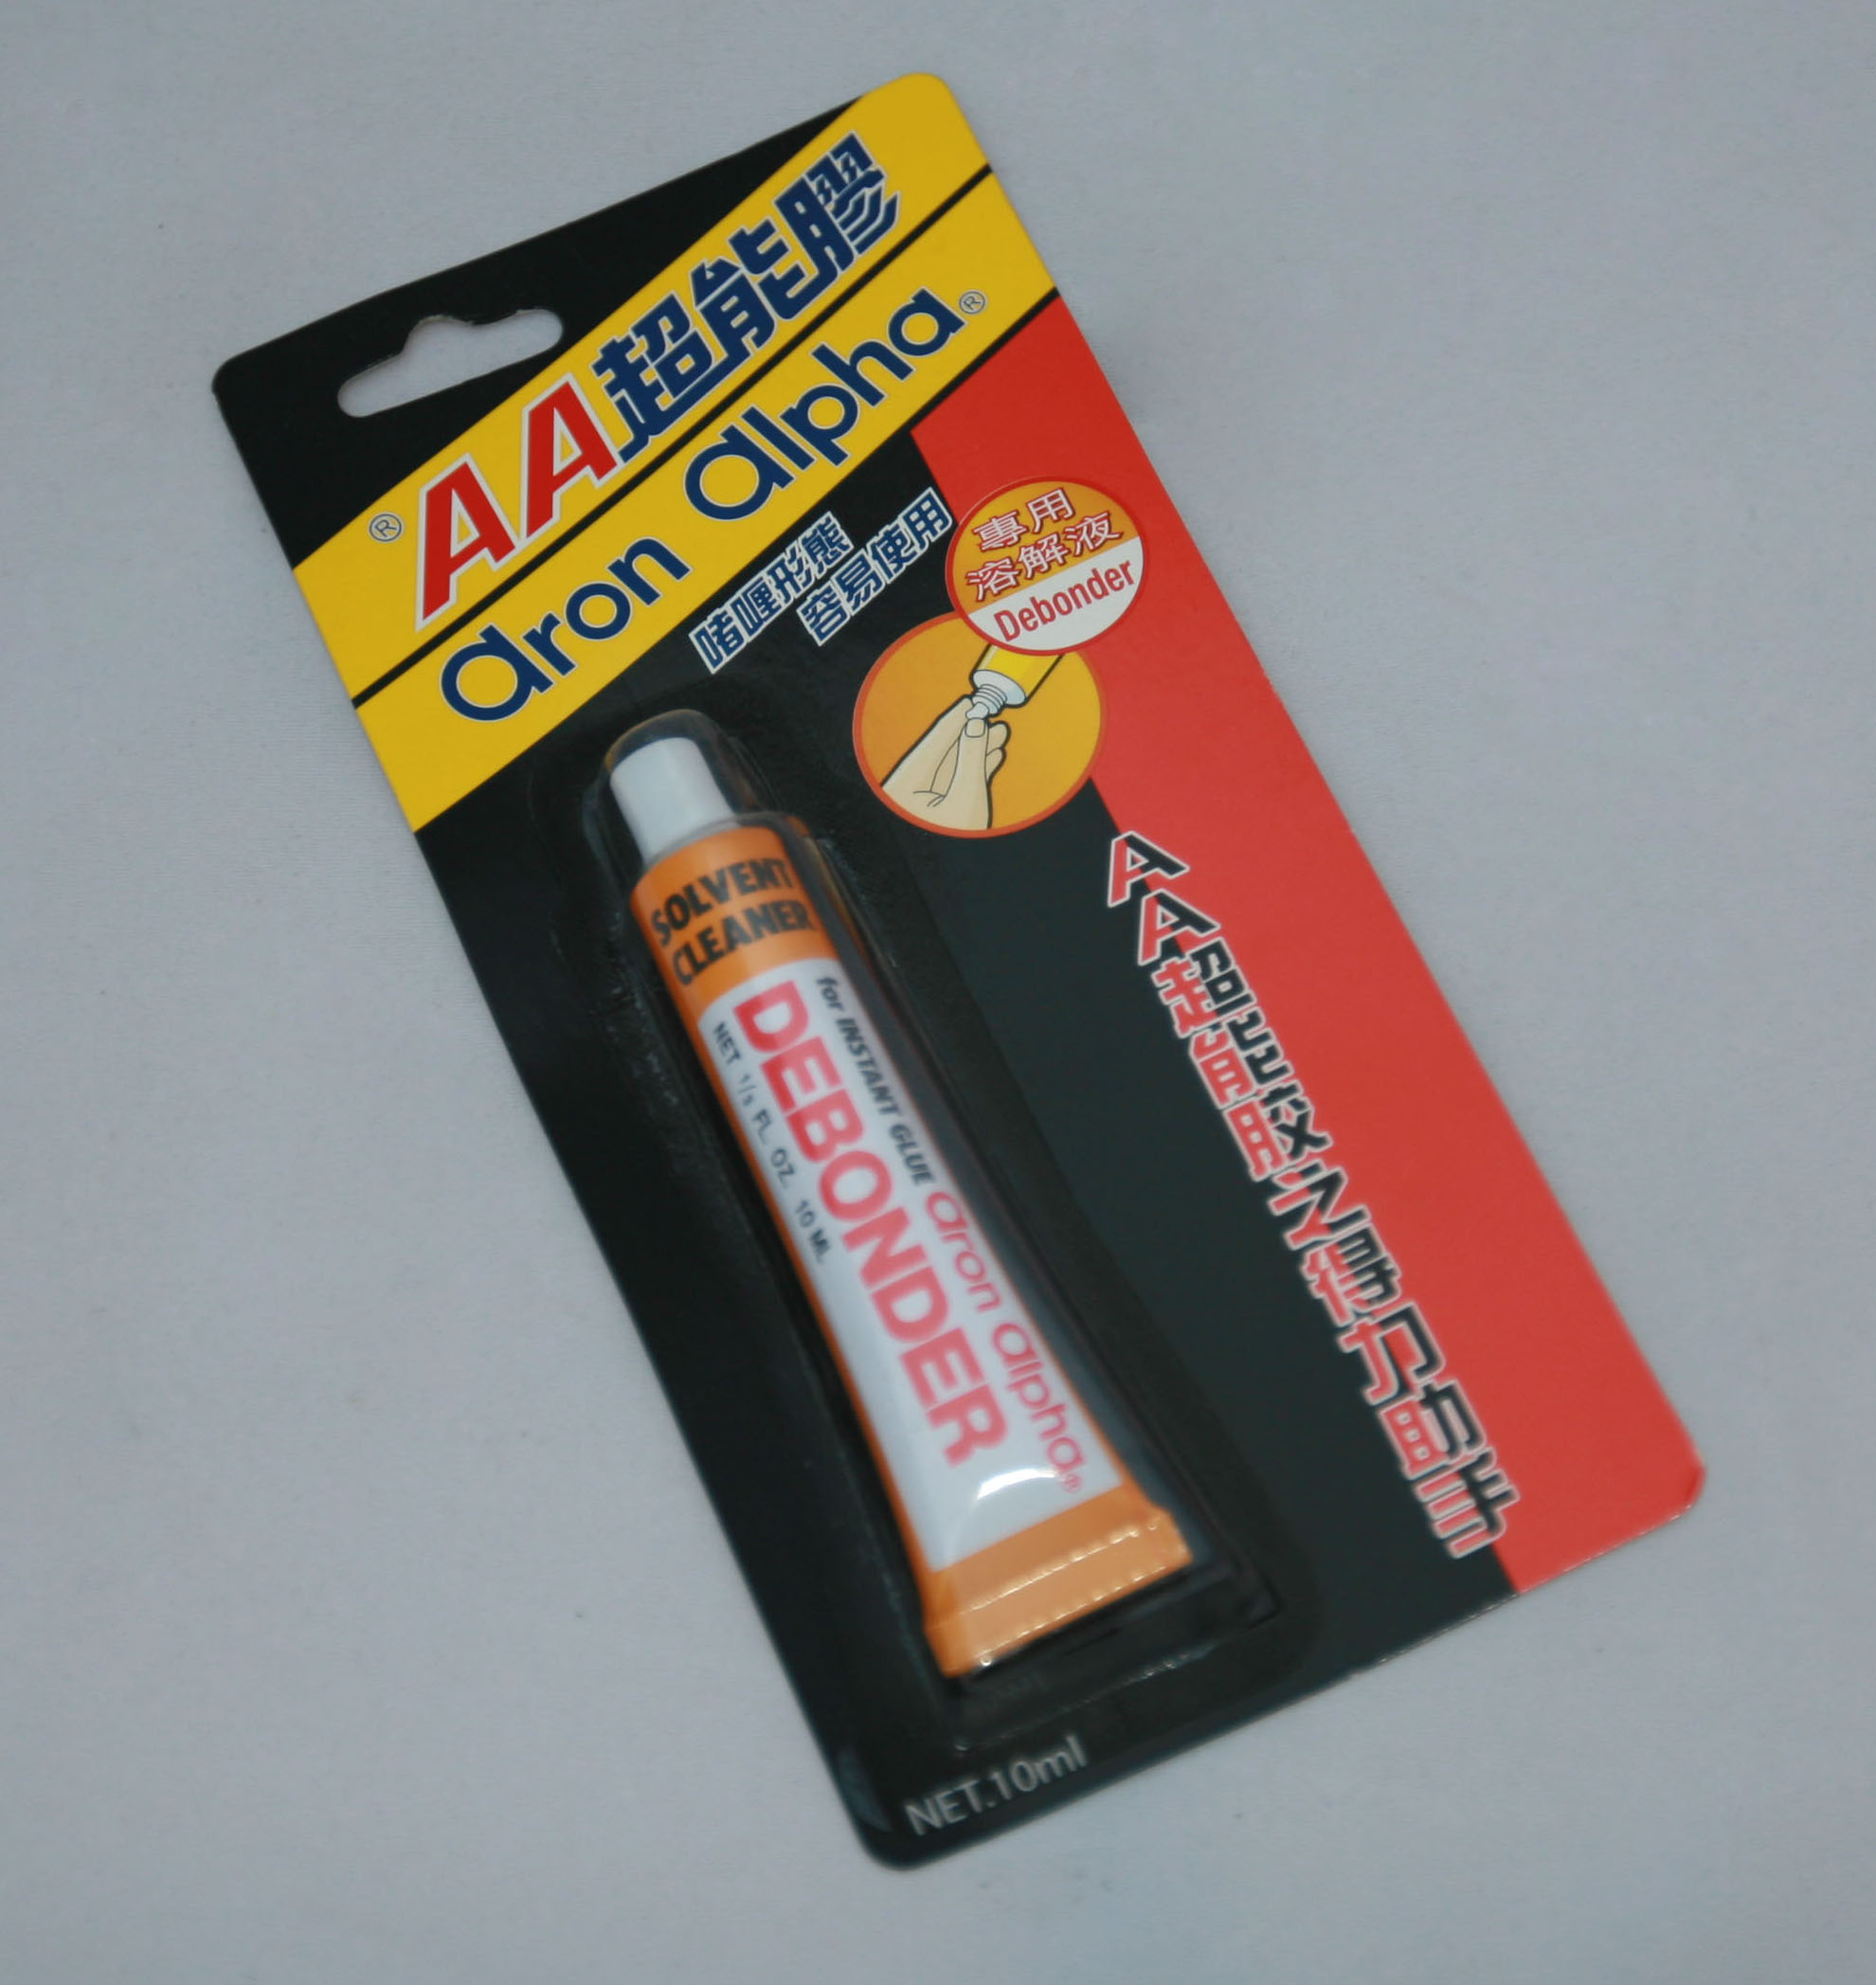 AA超能膠®
aron alpha®
啫喱形態
容易使用
專用
溶解液
Debonder
SOLVENT
CLEANER
for INSTANT GLUE aron alpha®
DEBONDER
NET 1/3 FL. OZ. 10 ML
AA超能膠之得力助手
NET.10ml